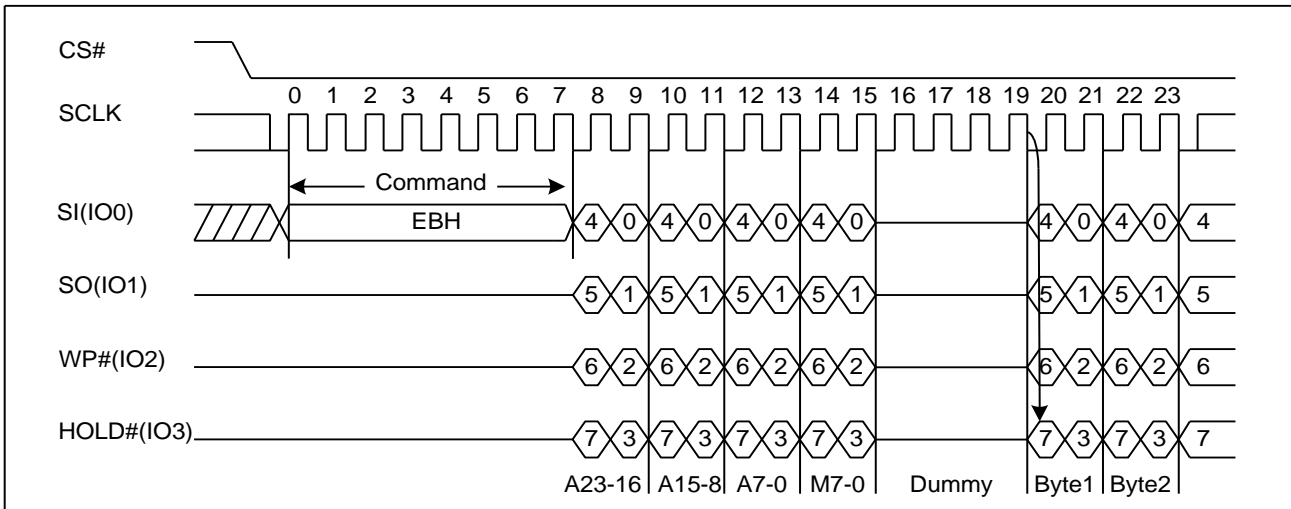 CS#
0 1 2 3 4 5 6 7 8 9 10 11 12 13 14 15 16 17 18 19 20 21 22 23
SCLK
Command
SI(IO0) EBH 4 0 4 0 4 0 4 0 4 0 4 0 4
SO(IO1) 5 1 5 1 5 1 5 1 5 1 5 1 5
WP#(IO2) 6 2 6 2 6 2 6 2 6 2 6 2 6
HOLD#(IO3) 7 3 7 3 7 3 7 3 7 3 7 3 7
A23-16 A15-8 A7-0 M7-0 Dummy Byte1 Byte2